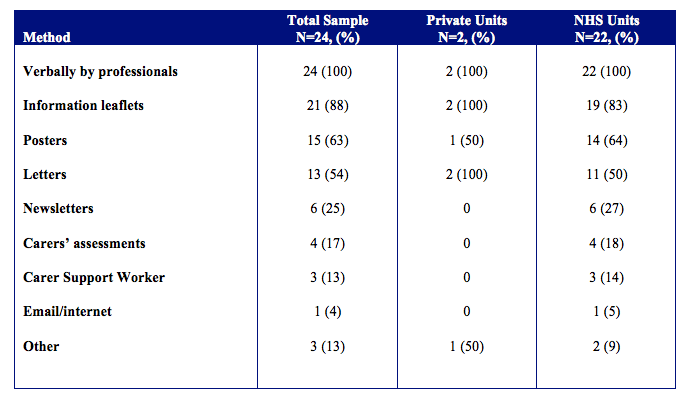 Method Total Sample N=24, (%) Private Units N=2, (%) NHS Units N=22, (%)
Verbally by professionals 24 (100) 2 (100) 22 (100)
Information leaflets 21 (88) 2 (100) 19 (83)
Posters 15 (63) 1 (50) 14 (64)
Letters 13 (54) 2 (100) 11 (50)
Newsletters 6 (25) 0 6 (27)
Carers’ assessments 4 (17) 0 4 (18)
Carer Support Worker 3 (13) 0 3 (14)
Email/internet 1 (4) 0 1 (5)
Other 3 (13) 1 (50) 2 (9)